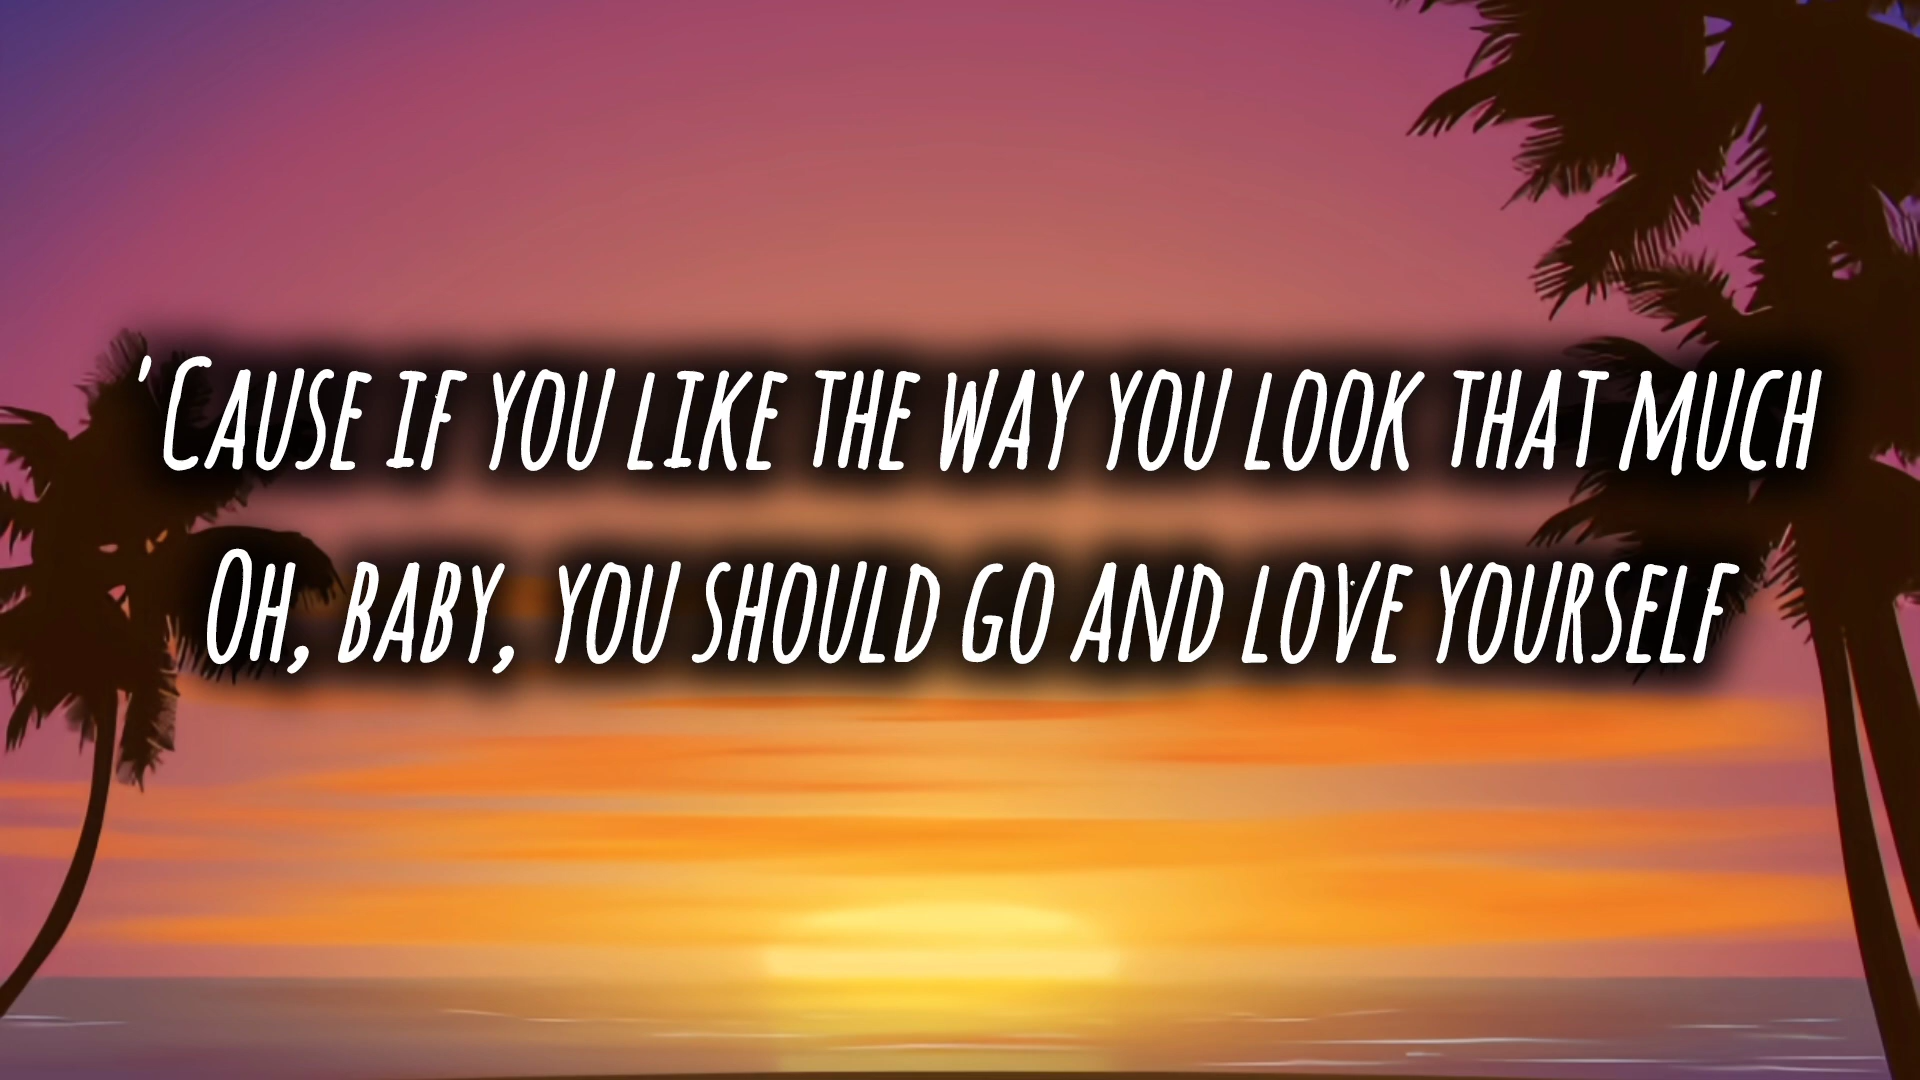 'Cause if you like the way you look that much
Oh, baby, you should go and love yourself